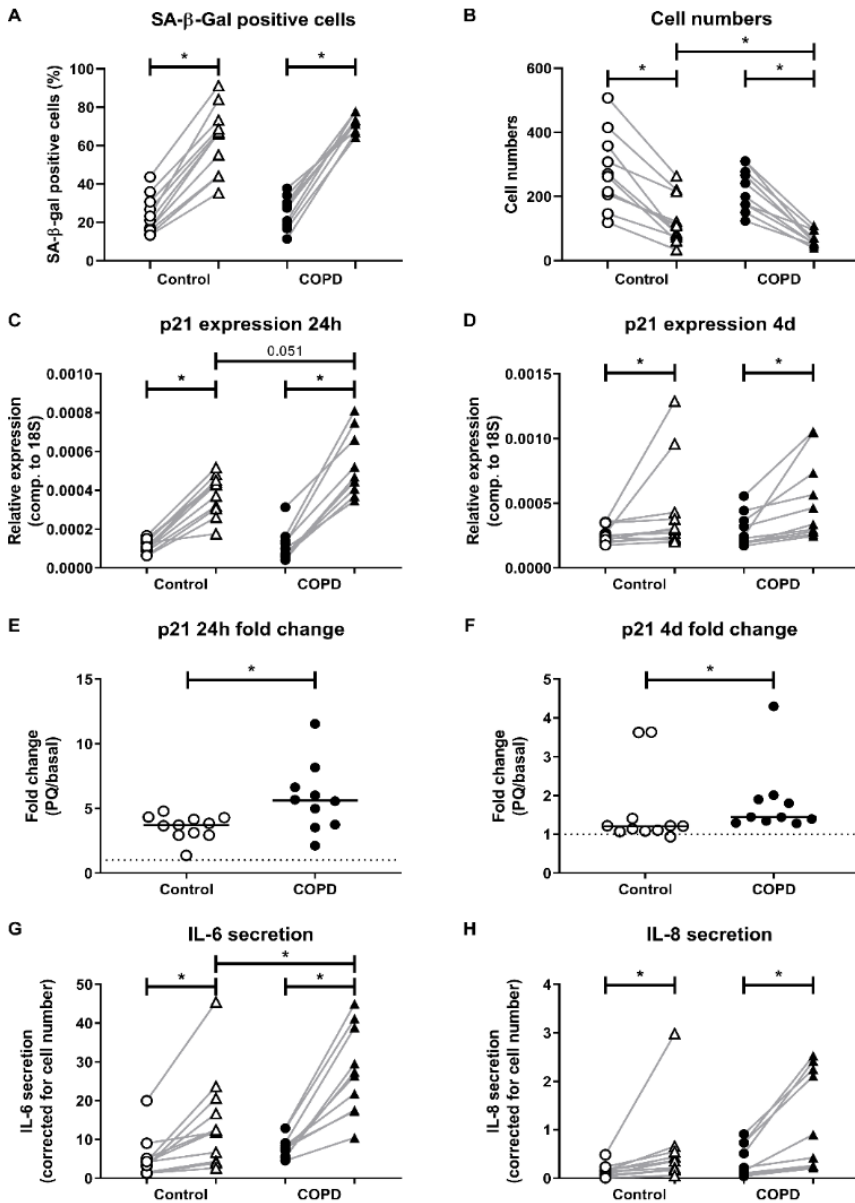 A
SA-β-Gal positive cells
SA-β-gal positive cells (%)
100
80
60
40
20
0
*
*
Control
COPD
B
Cell numbers
Cell numbers
600
400
200
0
*
*
*
Control
COPD
C
p21 expression 24h
Relative expression
(comp. to 18S)
0.0010
0.0008
0.0006
0.0004
0.0002
0.0000
0.051
*
*
Control
COPD
D
p21 expression 4d
Relative expression
(comp. to 18S)
0.0015
0.0010
0.0005
0.0000
*
*
Control
COPD
E
p21 24h fold change
Fold change
(PQ/basal)
15
10
5
0
*
Control
COPD
F
p21 4d fold change
Fold change
(PQ/basal)
5
4
3
2
1
0
*
Control
COPD
G
IL-6 secretion
IL-6 secretion
(corrected for cell number)
50
40
30
20
10
0
*
*
*
Control
COPD
H
IL-8 secretion
IL-8 secretion
(corrected for cell number)
4
3
2
1
0
*
*
Control
COPD